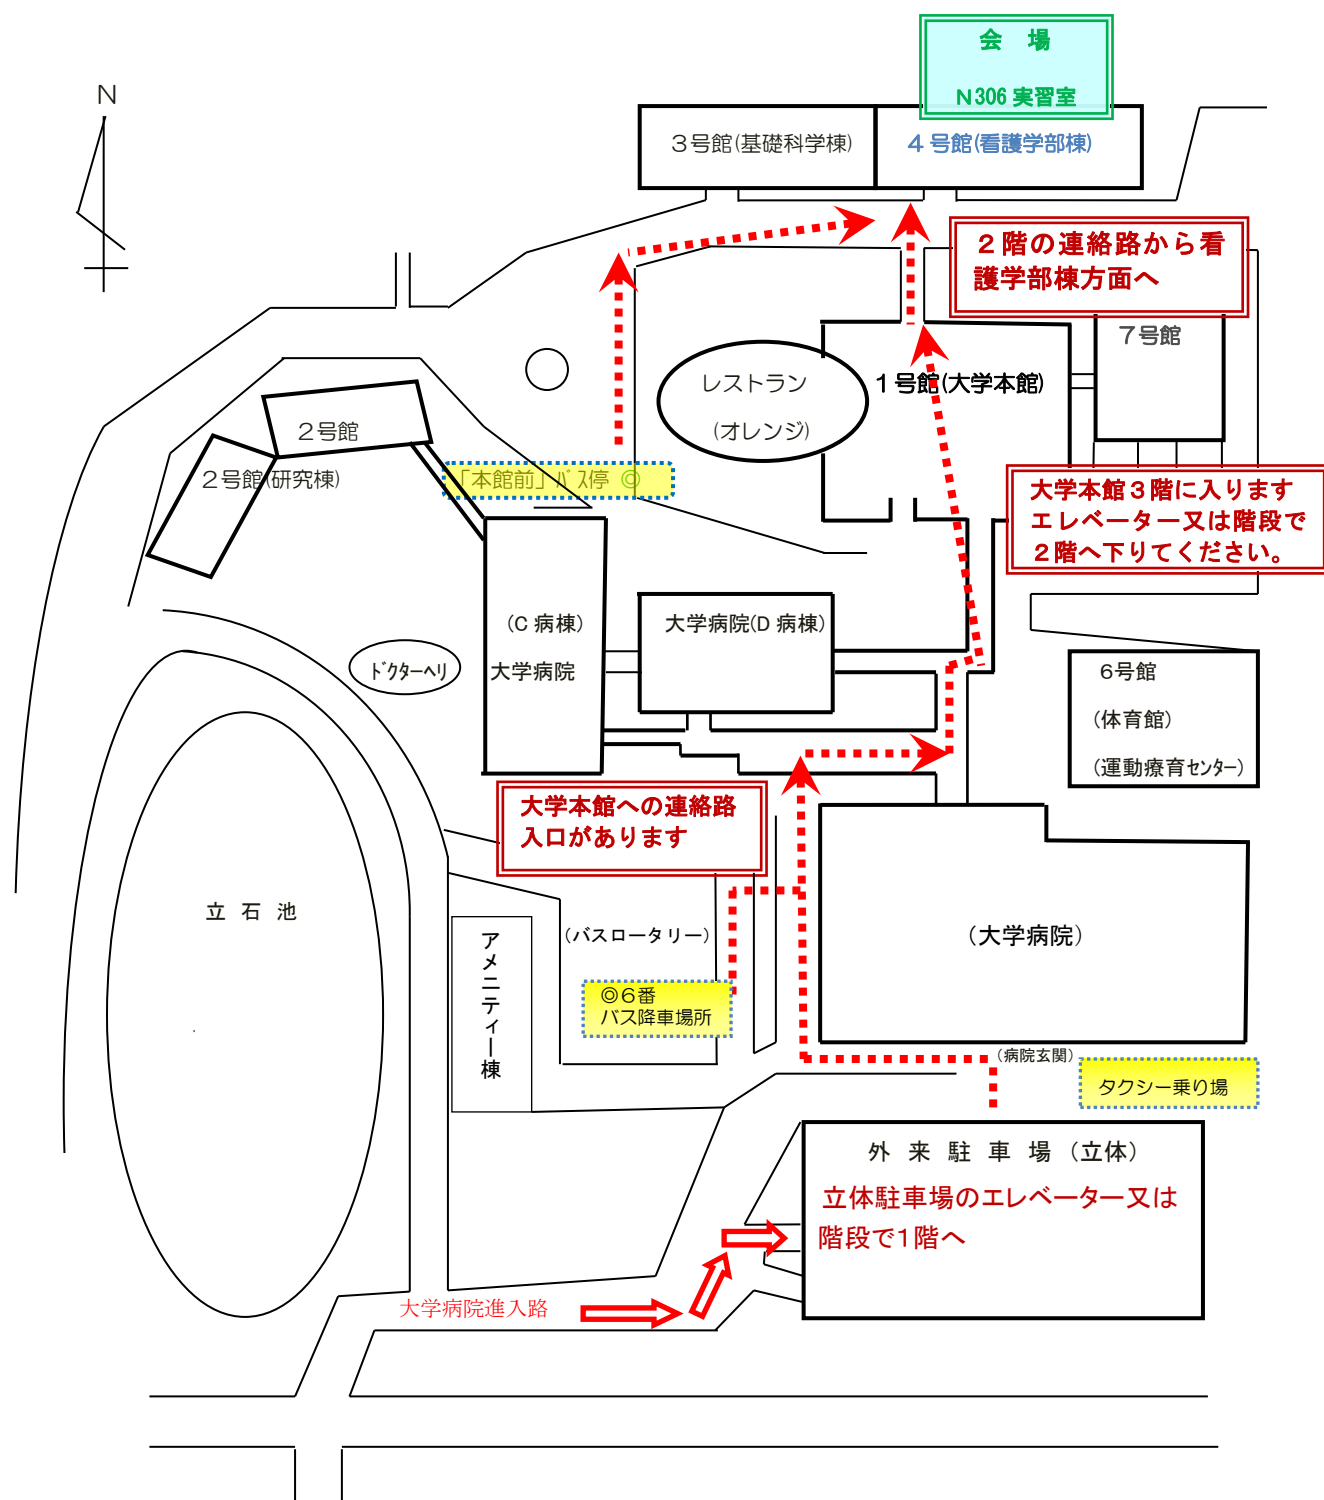 会　場
Ｎ306 実習室
N
３号館(基礎科学棟)
４ 号館(看護学部棟)
２階の連絡路から看
護学部棟方面へ
７号館
レストラン
(オレンジ)
１号館(大学本館)
２号館
２号館(研究棟)
「本館前」バス停 ◎
大学本館３階に入ります
エレベーター又は階段で
２階へ下りてください。
(C 病棟)
大学病院
大学病院(D 病棟)
ﾄﾞｸﾀｰﾍﾘ
６号館
(体育館)
(運動療育ｾﾝﾀｰ)
大学本館への連絡路
入口があります
立 石 池
アメニティー棟
(バスロータリー)
◎６番
バス降車場所
(大学病院)
(病院玄関)
タクシー乗り場
外 来 駐 車 場 （立体）
立体駐車場のエレベーター又は
階段で１階へ
大学病院進入路